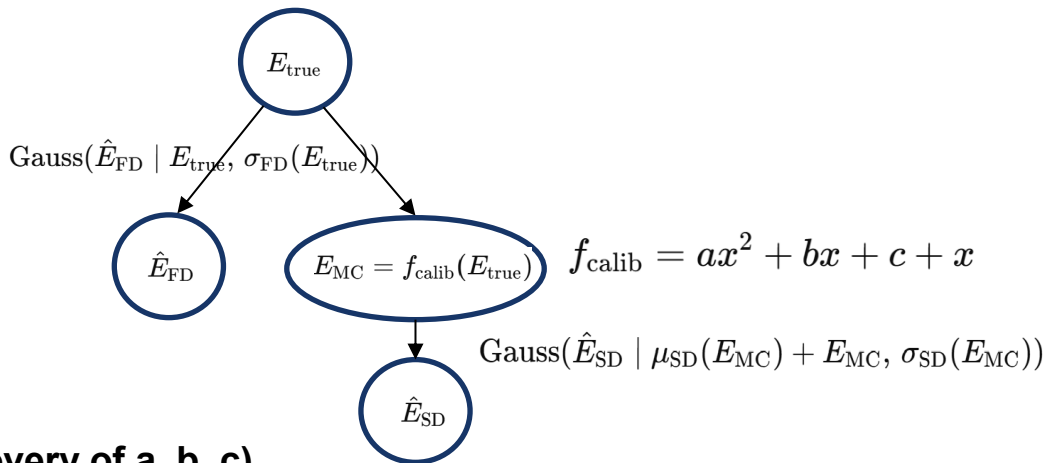 E_true
Gauss(Ê_FD | E_true, σ_FD(E_true))
Ê_FD
E_MC = f_calib(E_true)
f_calib = ax² + bx + c + x
Gauss(Ê_SD | μ_SD(E_MC) + E_MC, σ_SD(E_MC))
Ê_SD
of a, b, c)